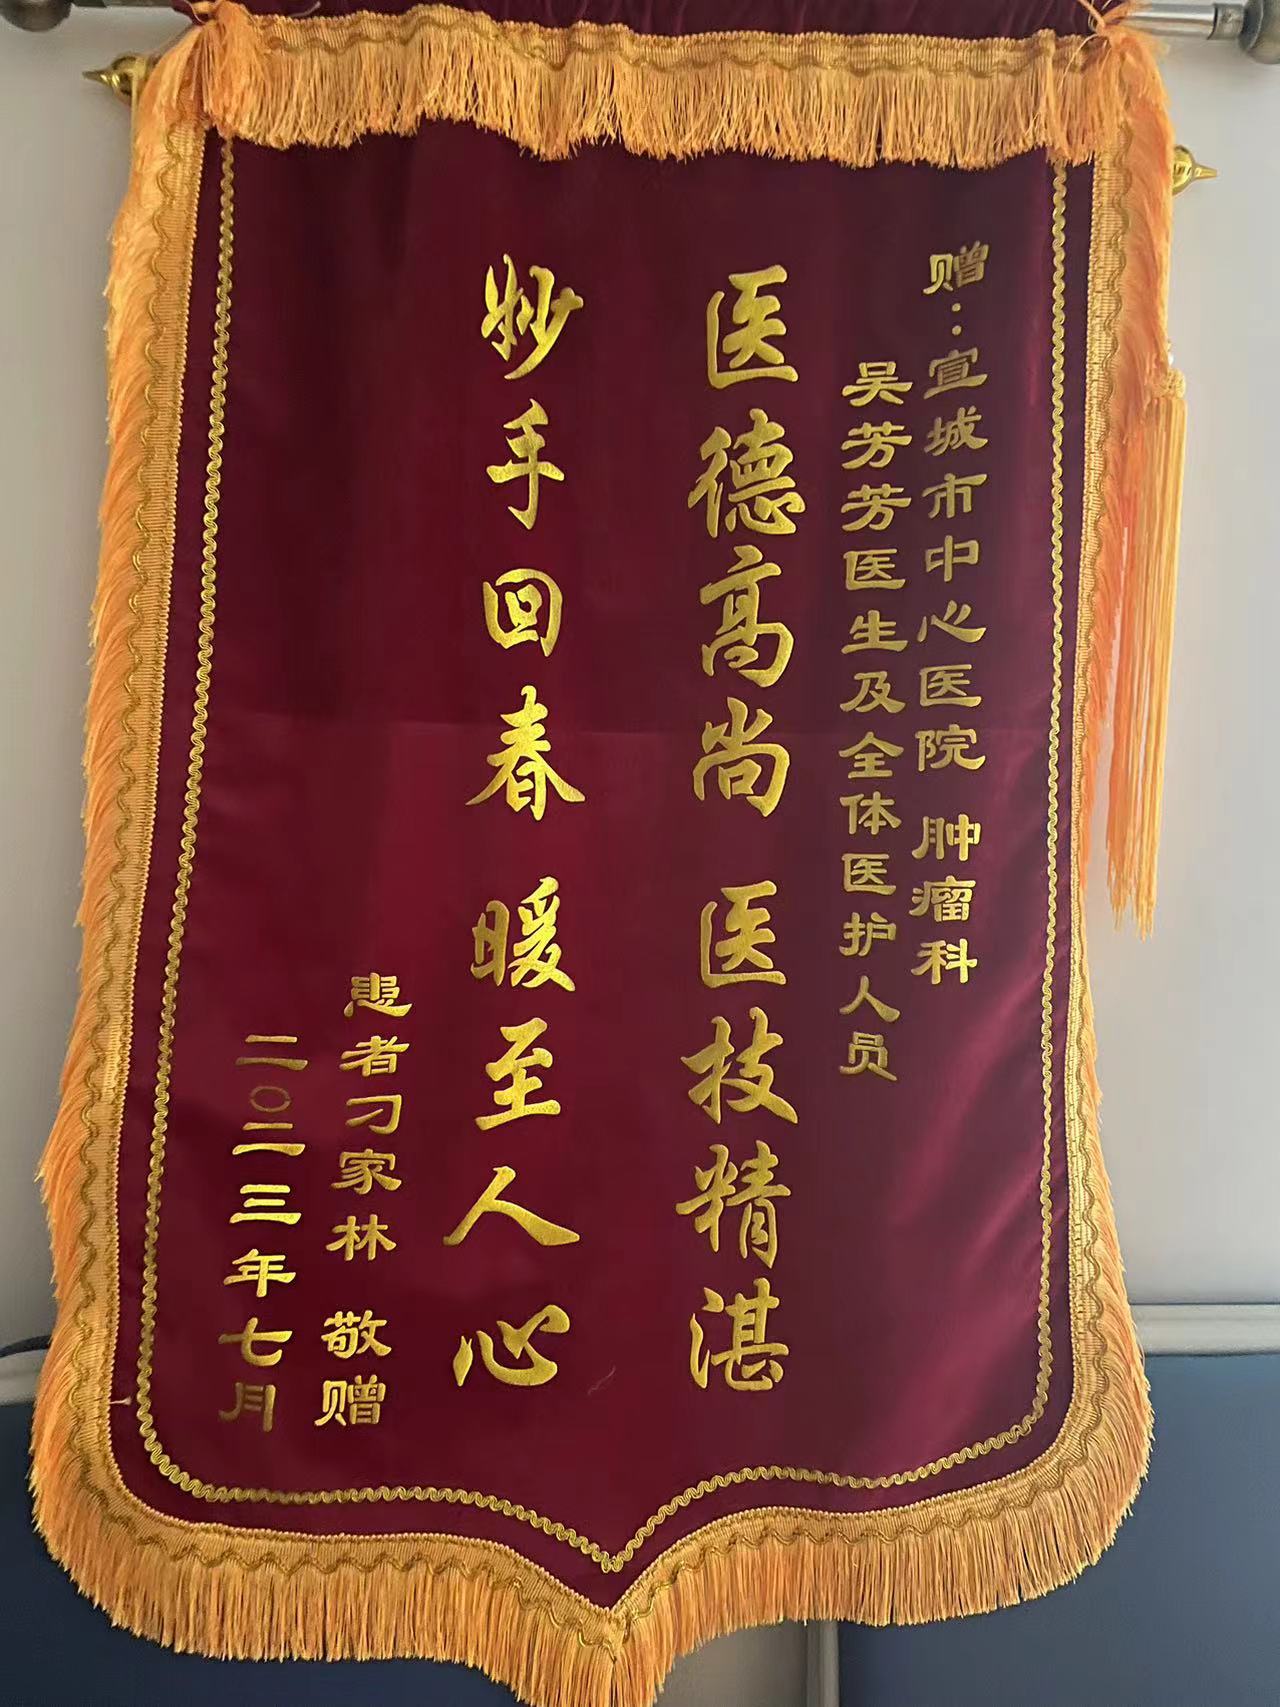 赠：宣城市中心医院 肿瘤科
吴芳芳医生及全体医护人员
医德高尚 医技精湛
妙手回春 暖至人心
患者刁家林 敬赠
二〇二三年七月